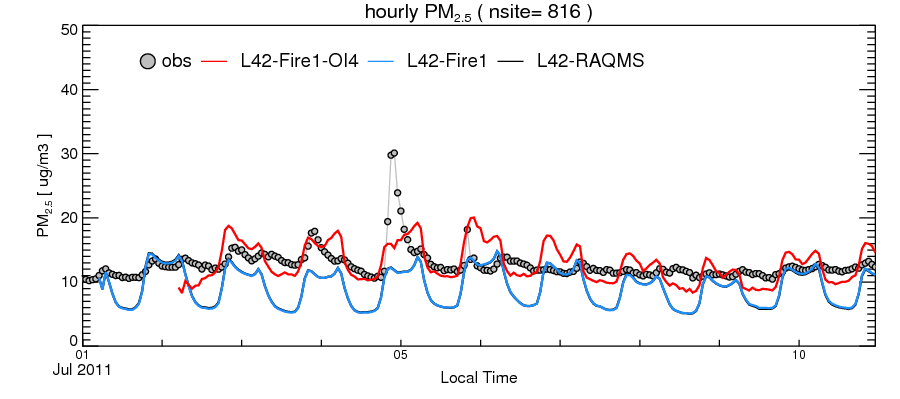 hourly PM2.5 ( nsite= 816 )
obs L42-Fire1-OI4 L42-Fire1 L42-RAQMS
50
40
30
20
10
0
PM2.5 [ ug/m3 ]
01 05 10
Jul 2011
Local Time